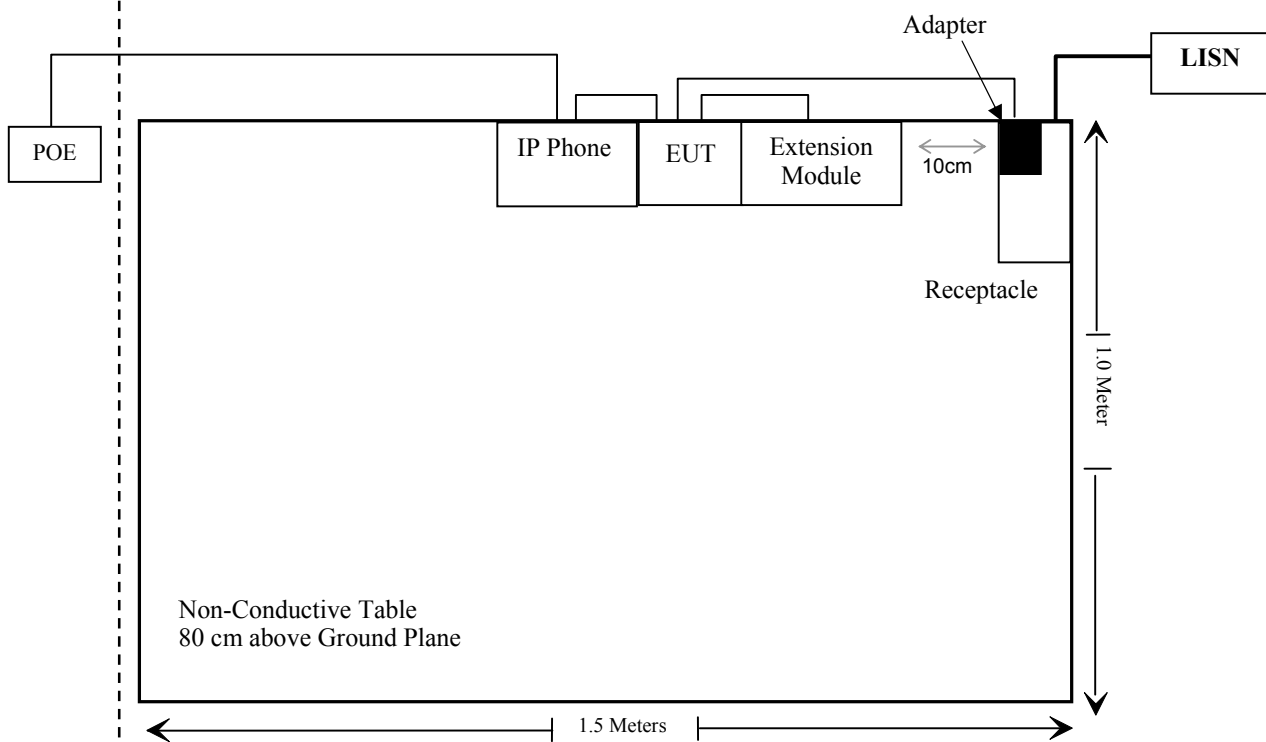 Adapter
LISN
POE
IP Phone
EUT
Extension
Module
10cm
Receptacle
1.0 Meter
Non-Conductive Table
80 cm above Ground Plane
1.5 Meters